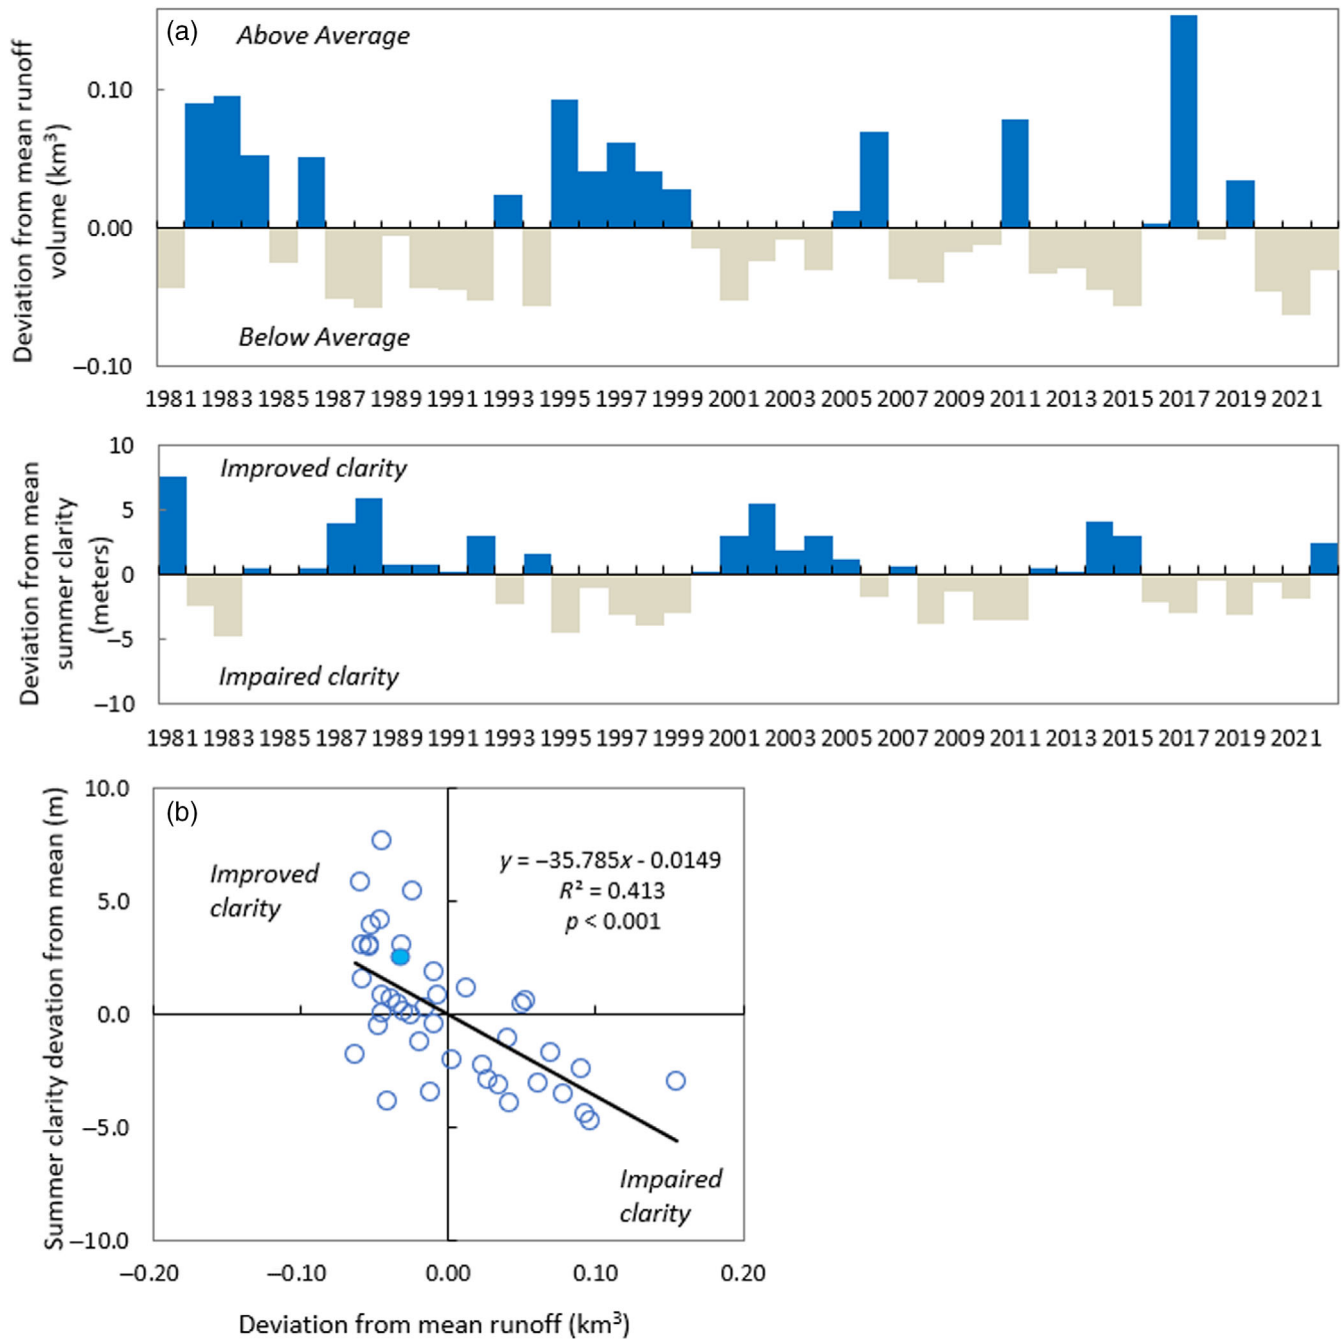 (a)
Above Average
Deviation from mean runoff
volume (km³)
0.10
0.00
–0.10
Below Average
1981 1983 1985 1987 1989 1991 1993 1995 1997 1999 2001 2003 2005 2007 2009 2011 2013 2015 2017 2019 2021
Deviation from mean
summer clarity
(meters)
10
5
0
–5
–10
Improved clarity
Impaired clarity
1981 1983 1985 1987 1989 1991 1993 1995 1997 1999 2001 2003 2005 2007 2009 2011 2013 2015 2017 2019 2021
(b)
Summer clarity devation from mean (m)
10.0
5.0
0.0
–5.0
–10.0
Improved
clarity
y = –35.785x - 0.0149
R² = 0.413
p < 0.001
Impaired
clarity
–0.20 –0.10 0.00 0.10 0.20
Deviation from mean runoff (km³)